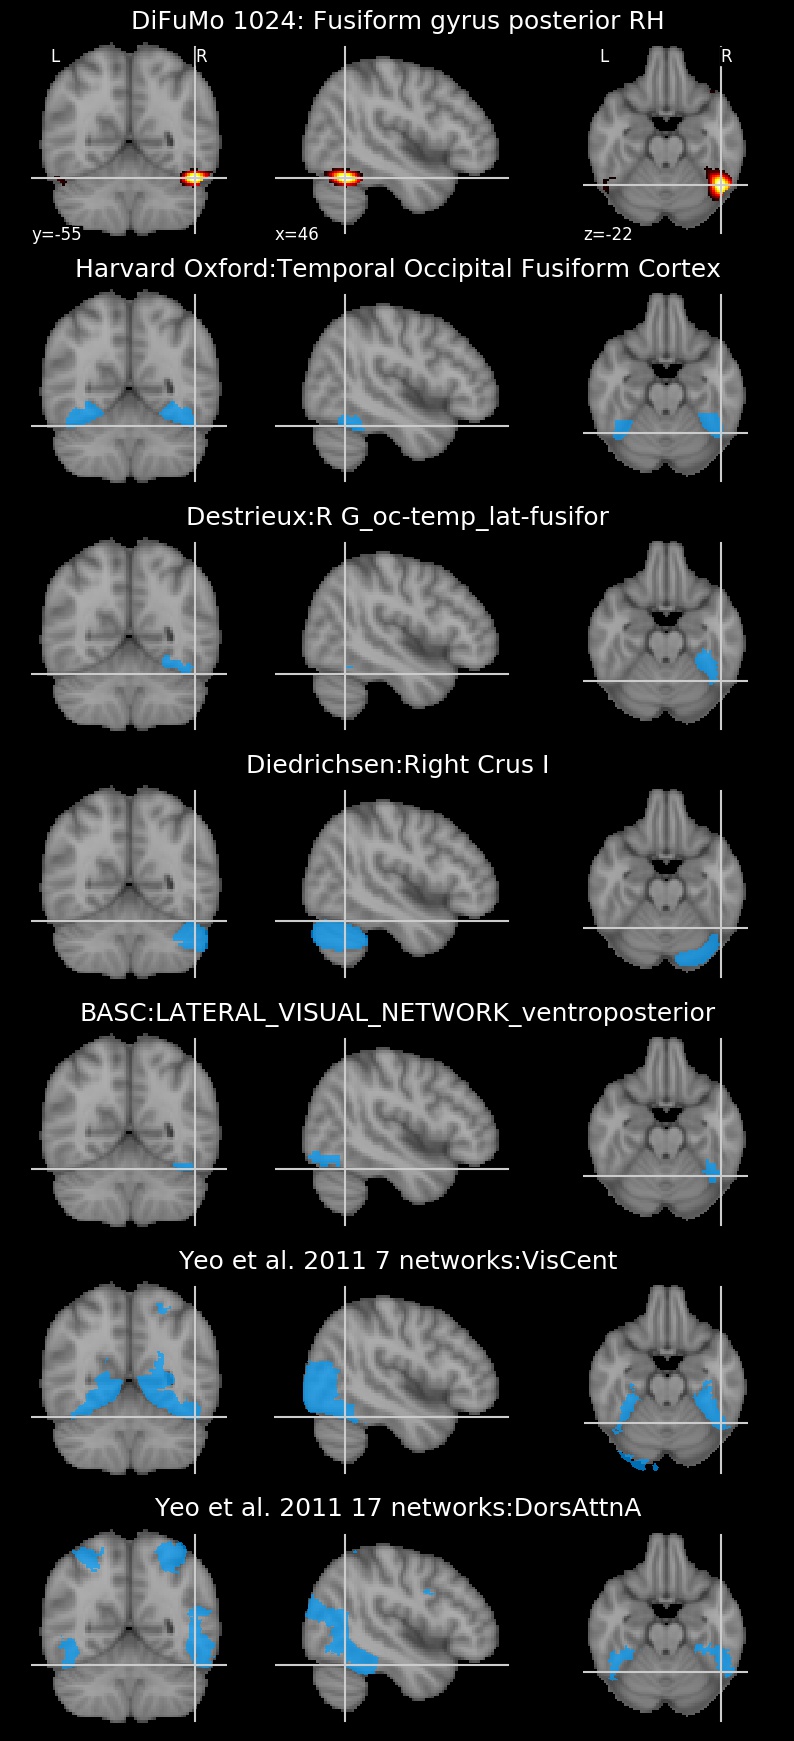 DiFuMo 1024: Fusiform gyrus posterior RH
L R L R
y=-55 x=46 z=-22
Harvard Oxford:Temporal Occipital Fusiform Cortex
Destrieux:R G_oc-temp_lat-fusifor
Diedrichsen:Right Crus I
BASC:LATERAL_VISUAL_NETWORK_ventroposterior
Yeo et al. 2011 7 networks:VisCent
Yeo et al. 2011 17 networks:DorsAttnA